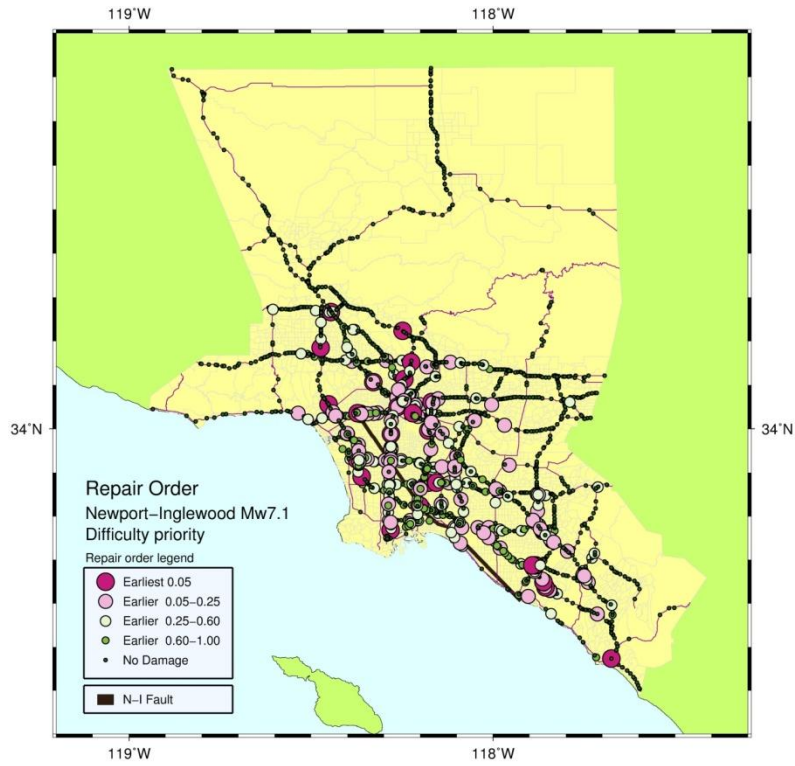 119˚W 118˚W
34˚N 34˚N
Repair Order
Newport−Inglewood Mw7.1
Difficulty priority
Repair order legend
Earliest 0.05
Earlier 0.05−0.25
Earlier 0.25−0.60
Earlier 0.60−1.00
No Damage
N−I Fault
119˚W 118˚W